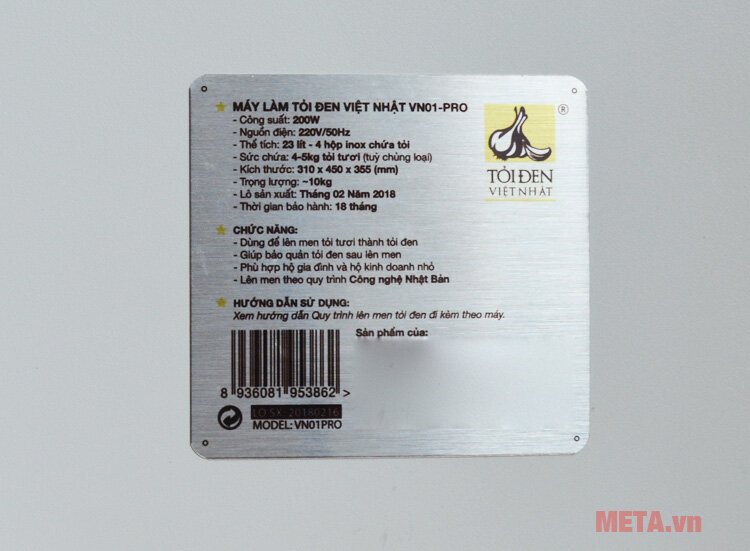 ★ MÁY LÀM TỎI ĐEN VIỆT NHẬT VN01-PRO
- Công suất: 200W
- Nguồn điện: 220V/50Hz
- Thể tích: 23 lít - 4 hộp inox chứa tỏi
- Sức chứa: 4-5kg tỏi tươi (tuỳ chủng loại)
- Kích thước: 310 x 450 x 355 (mm)
- Trọng lượng: ~10kg
- Lô sản xuất: Tháng 02 Năm 2018
- Thời gian bảo hành: 18 tháng
®
TỎI ĐEN
VIỆT NHẬT
★ CHỨC NĂNG:
- Dùng để lên men tỏi tươi thành tỏi đen
- Giúp bảo quản tỏi đen sau lên men
- Phù hợp hộ gia đình và hộ kinh doanh nhỏ
- Lên men theo quy trình Công nghệ Nhật Bản
★ HƯỚNG DẪN SỬ DỤNG:
Xem hướng dẫn Quy trình lên men tỏi đen đi kèm theo máy.
Sản phẩm của:
8 936081 953862 >
LO SX-20180216
MODEL: VN01PRO
META.vn